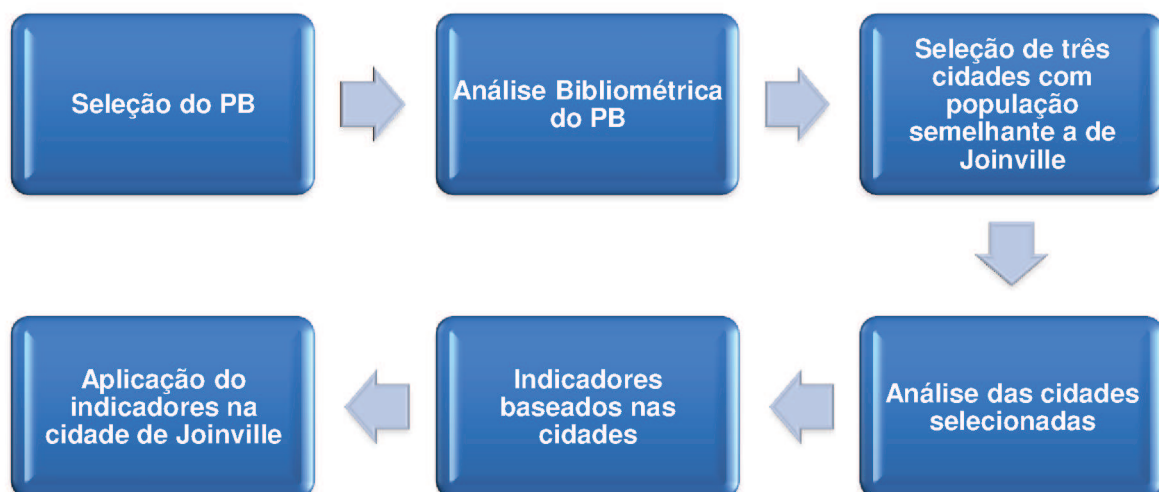 Seleção do PB
Análise Bibliométrica
do PB
Seleção de três
cidades com
população
semelhante a de
Joinville
Análise das cidades
selecionadas
Indicadores
baseados nas
cidades
Aplicação do
indicadores na
cidade de Joinville